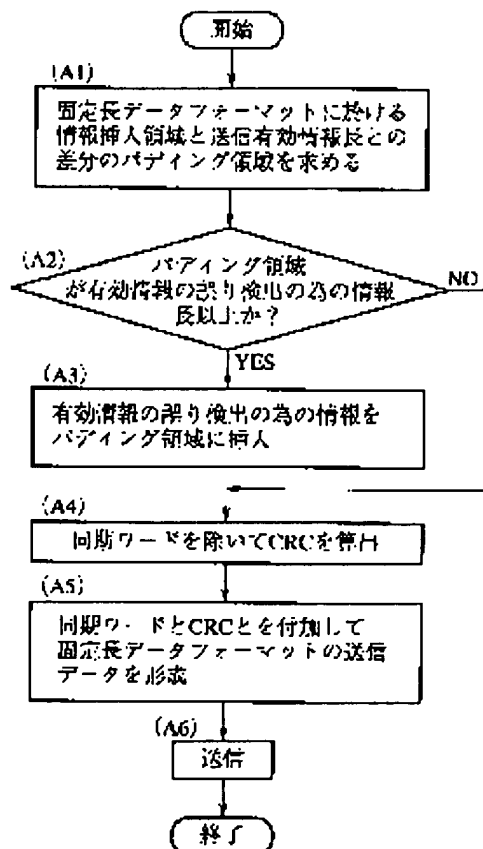 開始
(A1)
固定長データフォーマットに於ける
情報挿入領域と送信有効情報長との
差分のパディング領域を求める
(A2)
パディング領域
が有効情報の誤り検出の為の情報
長以上か?
NO
YES
(A3)
有効情報の誤り検出の為の情報を
パディング領域に挿入
(A4)
同期ワードを除いてCRCを算出
(A5)
同期ワードとCRCとを付加して
固定長データフォーマットの送信
データを形成
(A6)
送信
終了